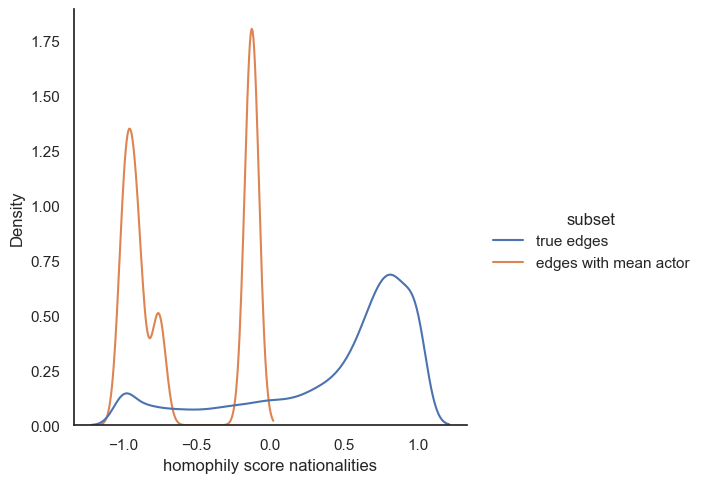 1.75
1.50
1.25
1.00
0.75
0.50
0.25
0.00
Density
−1.0 −0.5 0.0 0.5 1.0
homophily score nationalities
subset
true edges
edges with mean actor